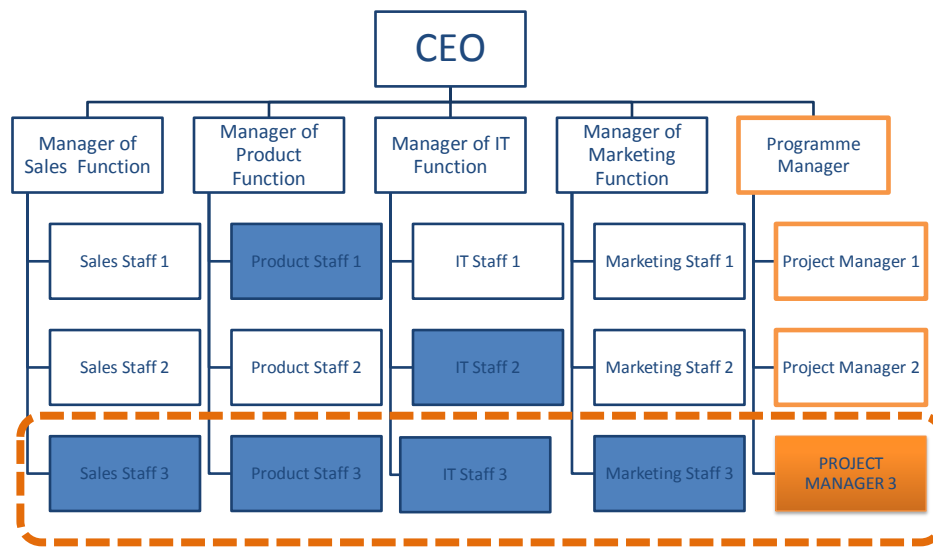 CEO
Manager of
Sales Function
Manager of
Product
Function
Manager of IT
Function
Manager of
Marketing
Function
Programme
Manager
Sales Staff 1
Product Staff 1
IT Staff 1
Marketing Staff 1
Project Manager 1
Sales Staff 2
Product Staff 2
IT Staff 2
Marketing Staff 2
Project Manager 2
Sales Staff 3
Product Staff 3
IT Staff 3
Marketing Staff 3
PROJECT
MANAGER 3